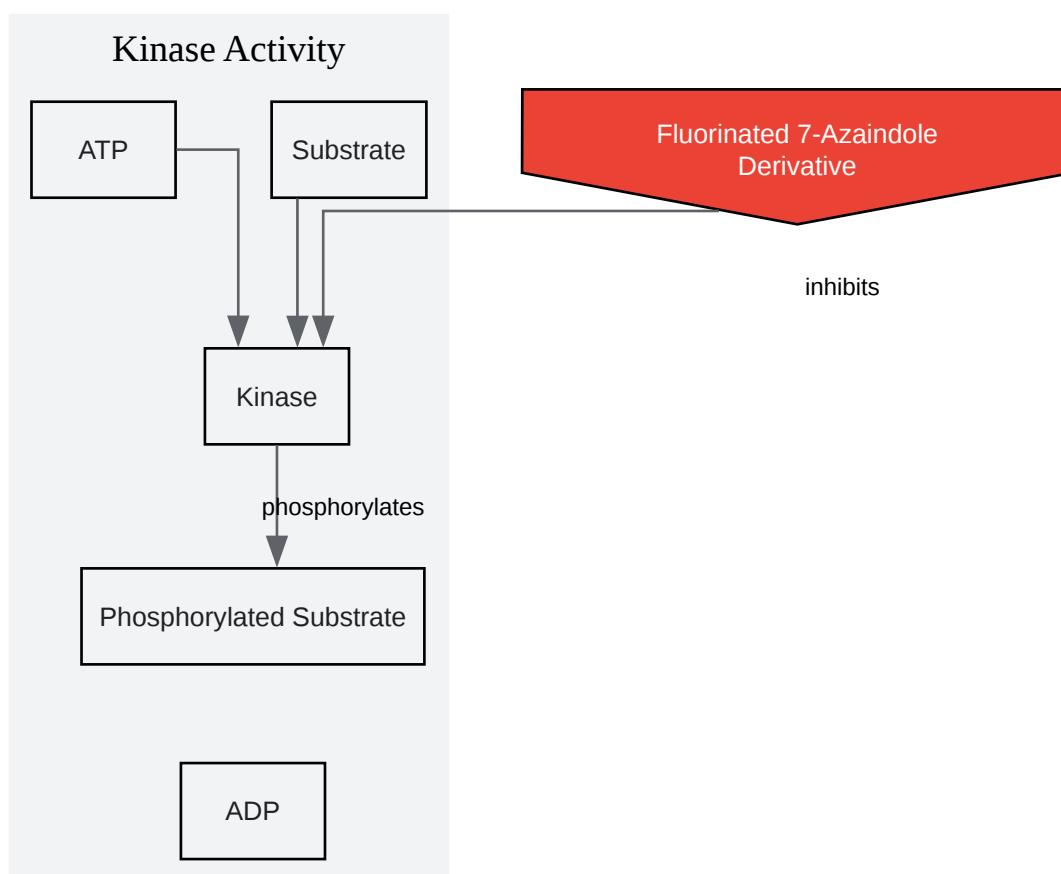 Kinase Activity
ATP
Substrate
Fluorinated 7-Azaindole
Derivative
inhibits
Kinase
phosphorylates
Phosphorylated Substrate
ADP